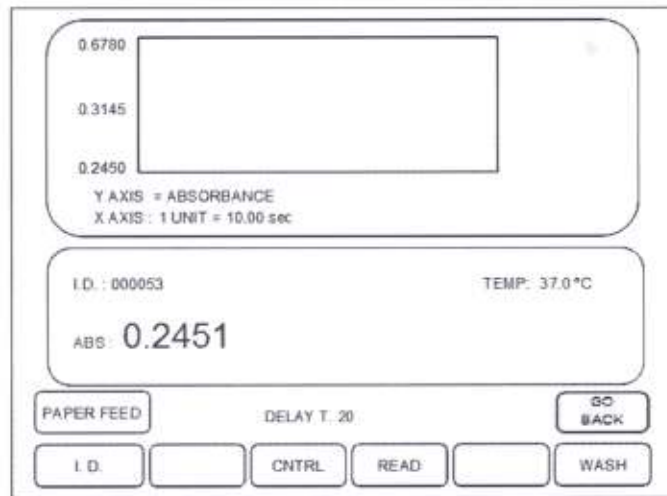 0.6780
0.3145
0.2450
Y AXIS = ABSORBANCE
X AXIS : 1 UNIT = 10.00 sec
I.D. : 000053 TEMP: 37.0°C
ABS : 0.2451
PAPER FEED DELAY T. 20 GO BACK
I. D. CNTRL READ WASH